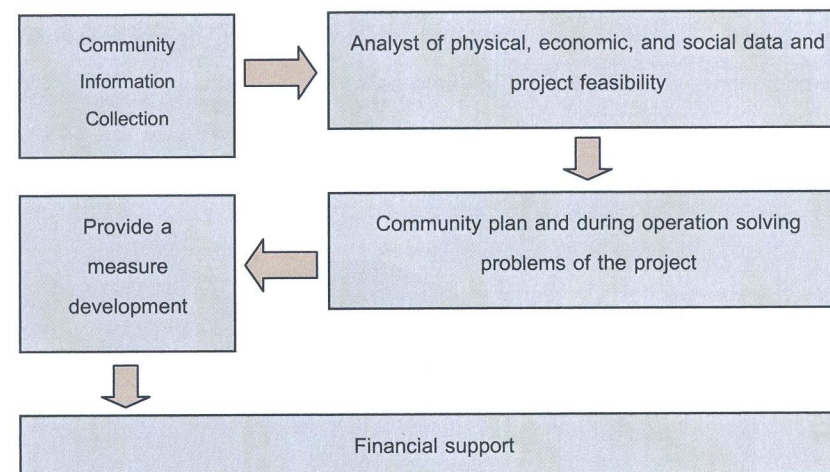 Community
Information
Collection
Analyst of physical, economic, and social data and
project feasibility
Community plan and during operation solving
problems of the project
Provide a
measure
development
Financial support